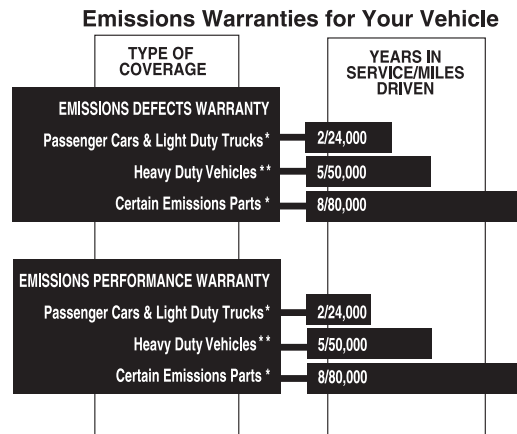 Emissions Warranties for Your Vehicle
TYPE OF
COVERAGE
YEARS IN
SERVICE/MILES
DRIVEN
EMISSIONS DEFECTS WARRANTY
Passenger Cars & Light Duty Trucks* 2/24,000
Heavy Duty Vehicles** 5/50,000
Certain Emissions Parts * 8/80,000
EMISSIONS PERFORMANCE WARRANTY
Passenger Cars & Light Duty Trucks* 2/24,000
Heavy Duty Vehicles** 5/50,000
Certain Emissions Parts * 8/80,000